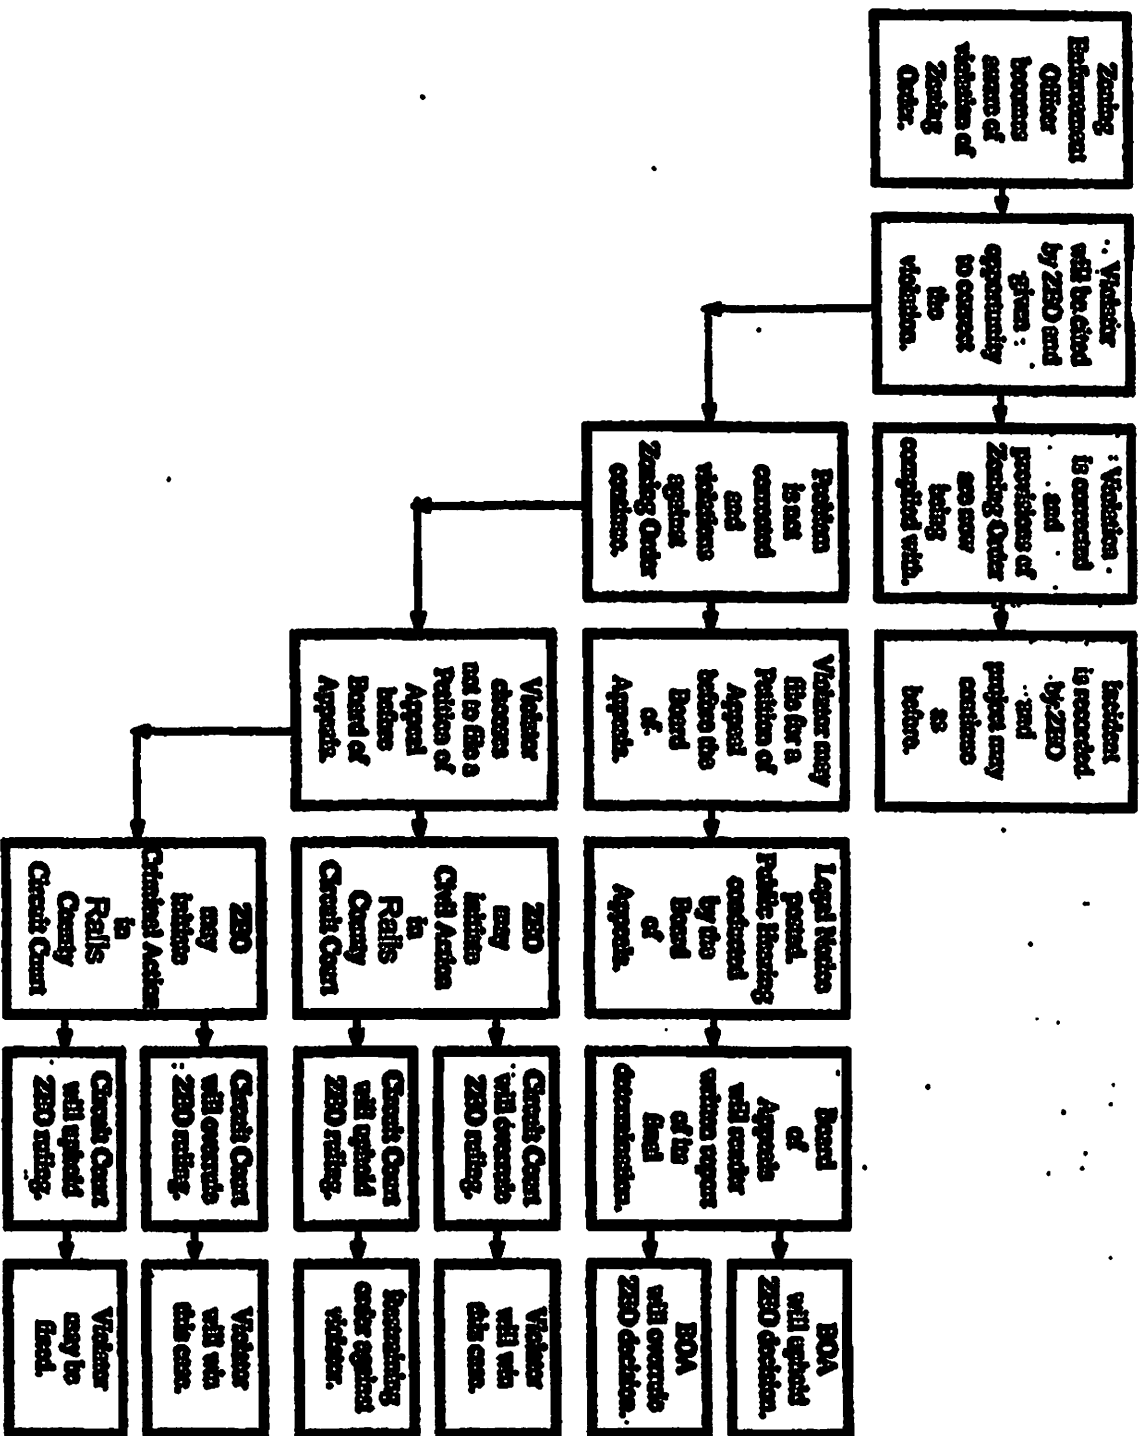 Zoning
Enforcement
Officer
becomes
aware of
violation of
Zoning
Order.
Violator
will be cited
by ZEO and
given
opportunity
to correct
the
violation.
Violation
is corrected
and
provisions of
Zoning Order
are now
being
complied with.
Incident
is recorded
by ZEO
and
project may
continue
as
before.
Problem
is not
corrected
and
violations
against
Zoning Order
continue.
Violator may
file for a
Petition of
Appeal
before the
Board
of
Appeals.
Legal Notice
posted.
Public Hearing
conducted
by the
Board
of
Appeals.
Board
of
Appeals
will render
written report
of its
final
determination.
BOA
will uphold
ZEO decision.
BOA
will overrule
ZEO decision.
Violator
chooses
not to file a
Petition of
Appeal
before
Board of
Appeals.
ZEO
may
initiate
Civil Action
in
Ralls
County
Circuit Court
Circuit Court
will overrule
ZEO ruling.
Violator
will win
this case.
Circuit Court
will uphold
ZEO ruling.
Restraining
order against
violator.
ZEO
may
initiate
Criminal Action
in
Ralls
County
Circuit Court
Circuit Court
will overrule
ZEO ruling.
Violator
will win
this case.
Circuit Court
will uphold
ZEO ruling.
Violator
may be
fined.